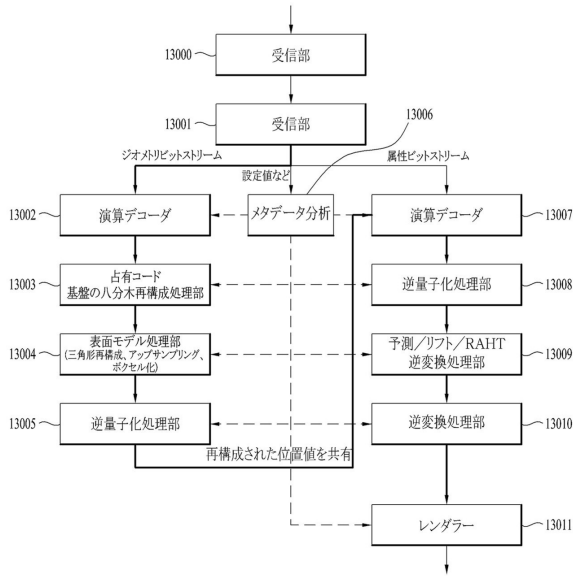 13000
受信部
13001
受信部
13006
ジオメトリビットストリーム
設定値など
属性ビットストリーム
13002
演算デコーダ
メタデータ分析
演算デコーダ
13007
13003
占有コード
基盤の八分木再構成処理部
逆量子化処理部
13008
13004
表面モデル処理部
(三角形再構成、アップサンプリング、
ボクセル化)
予測/リフト/RAHT
逆変換処理部
13009
13005
逆量子化処理部
逆変換処理部
13010
再構成された位置値を共有
レンダラー
13011